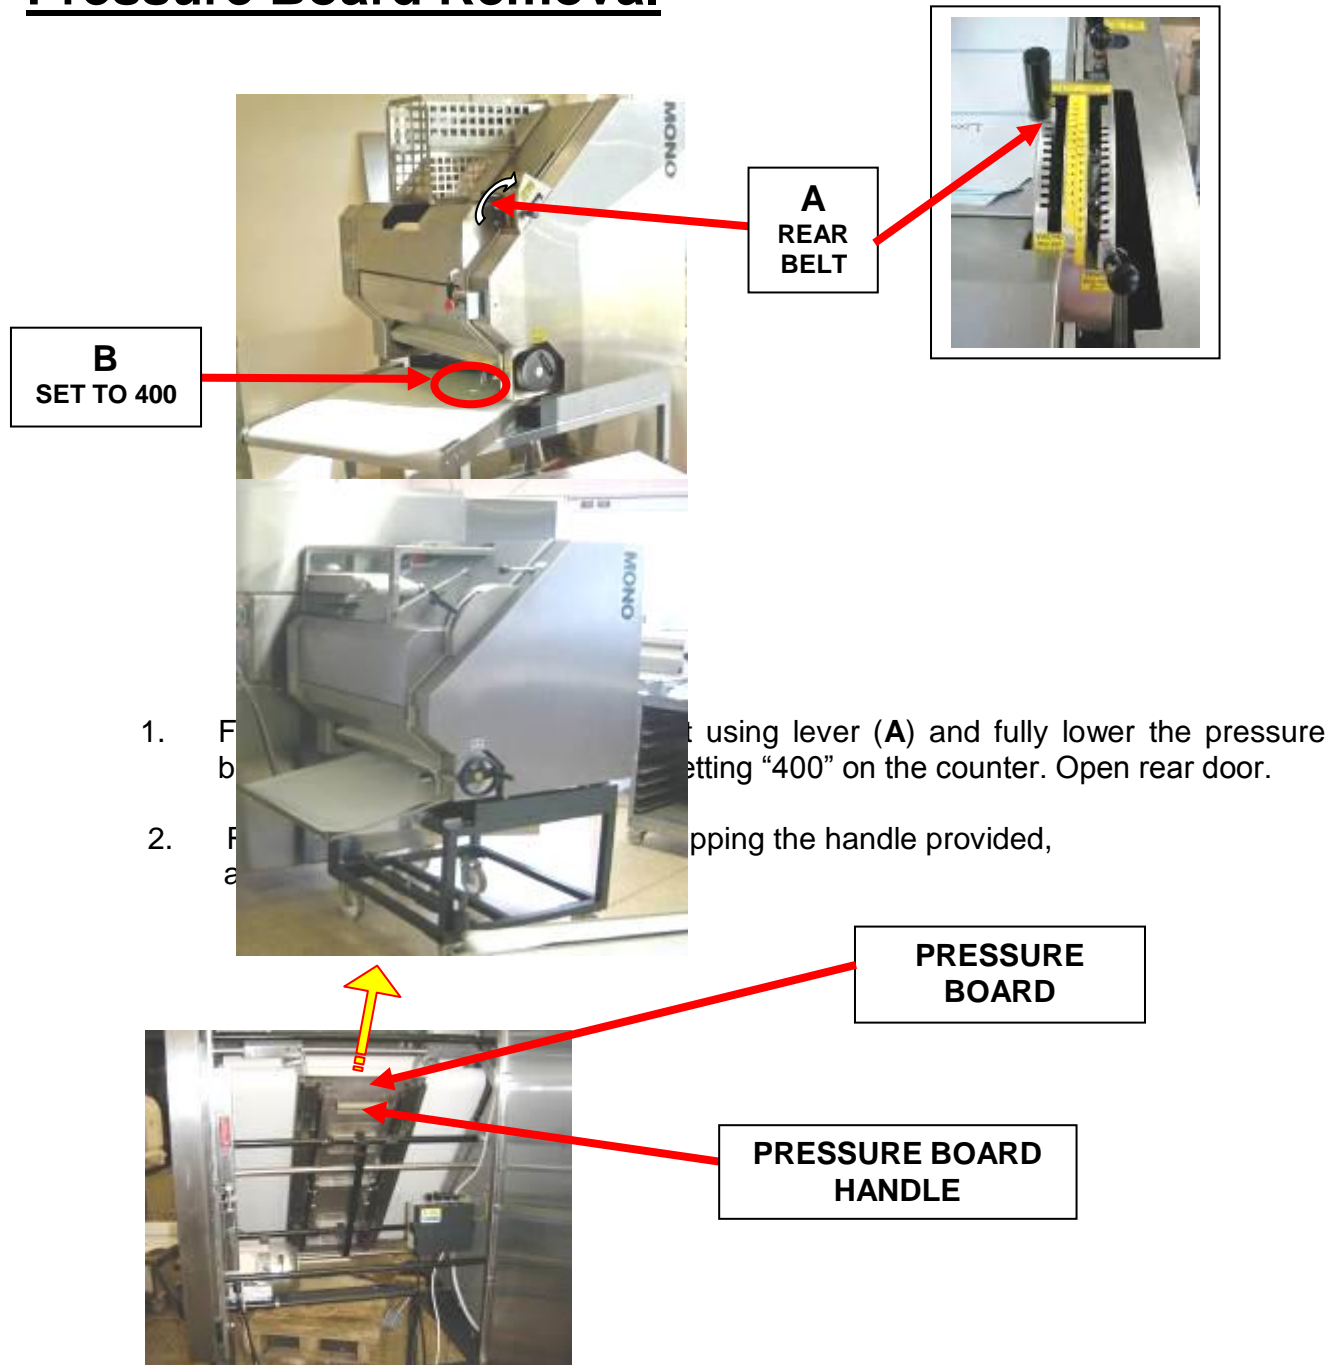 Pressure Board Removal
MONO
A
REAR
BELT
B
SET TO 400
MONO
1. F using lever (A) and fully lower the pressure
b etting “400” on the counter. Open rear door.
2. pping the handle provided,
a
PRESSURE
BOARD
PRESSURE BOARD
HANDLE